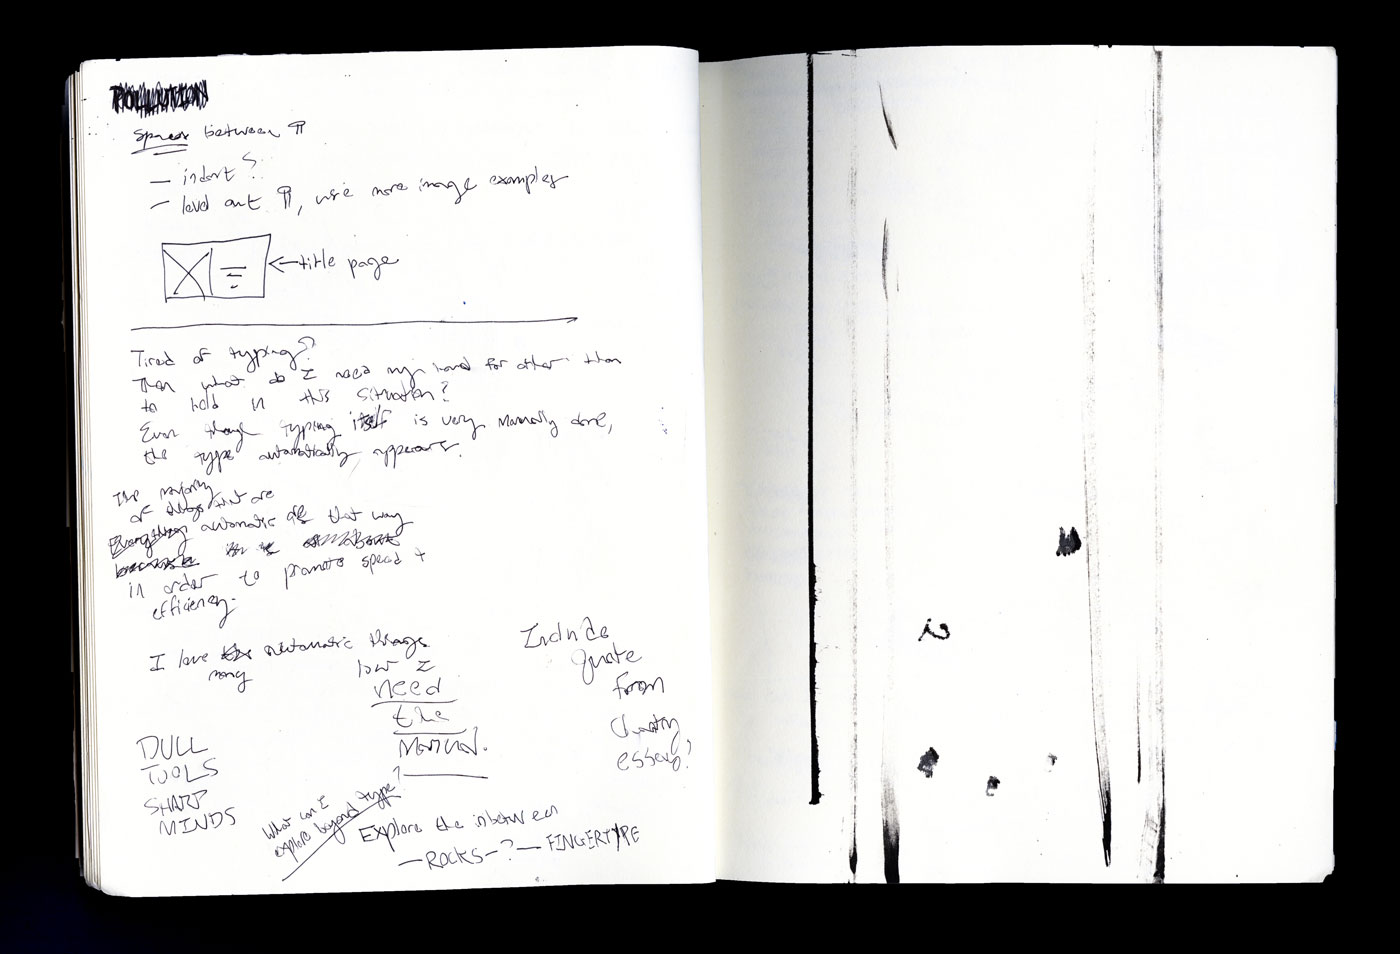 spaces between ¶
— indent ?
— level out ¶, use more image examples
← title page
Tired of typing?
Then what do I need my hand for other than
to hold in this situation?
Even though typing itself is very manually done,
the type automatically appears.
The majority
of things that are
Everything automatic are that way
because
in order to promote speed +
efficiency.
I love the automatic things
many
but I
need
the
manual.
Include
quote
from
essay?
DULL
TOOLS
SHARP
MINDS
What can I
explore beyond type?
Explore the inbetween
— ROCKS — ? — FINGERTYPE